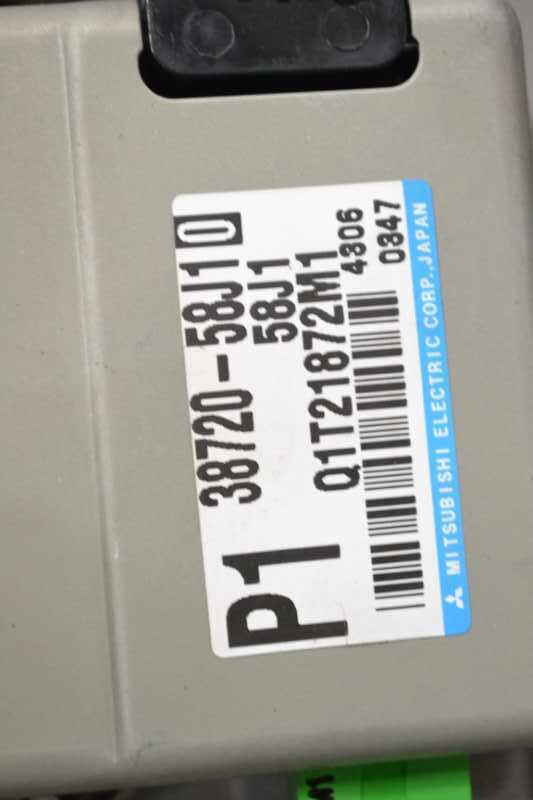 P1 38720-58J10
58J1
Q1T21872M1
4306
0347
MITSUBISHI ELECTRIC CORP., JAPAN